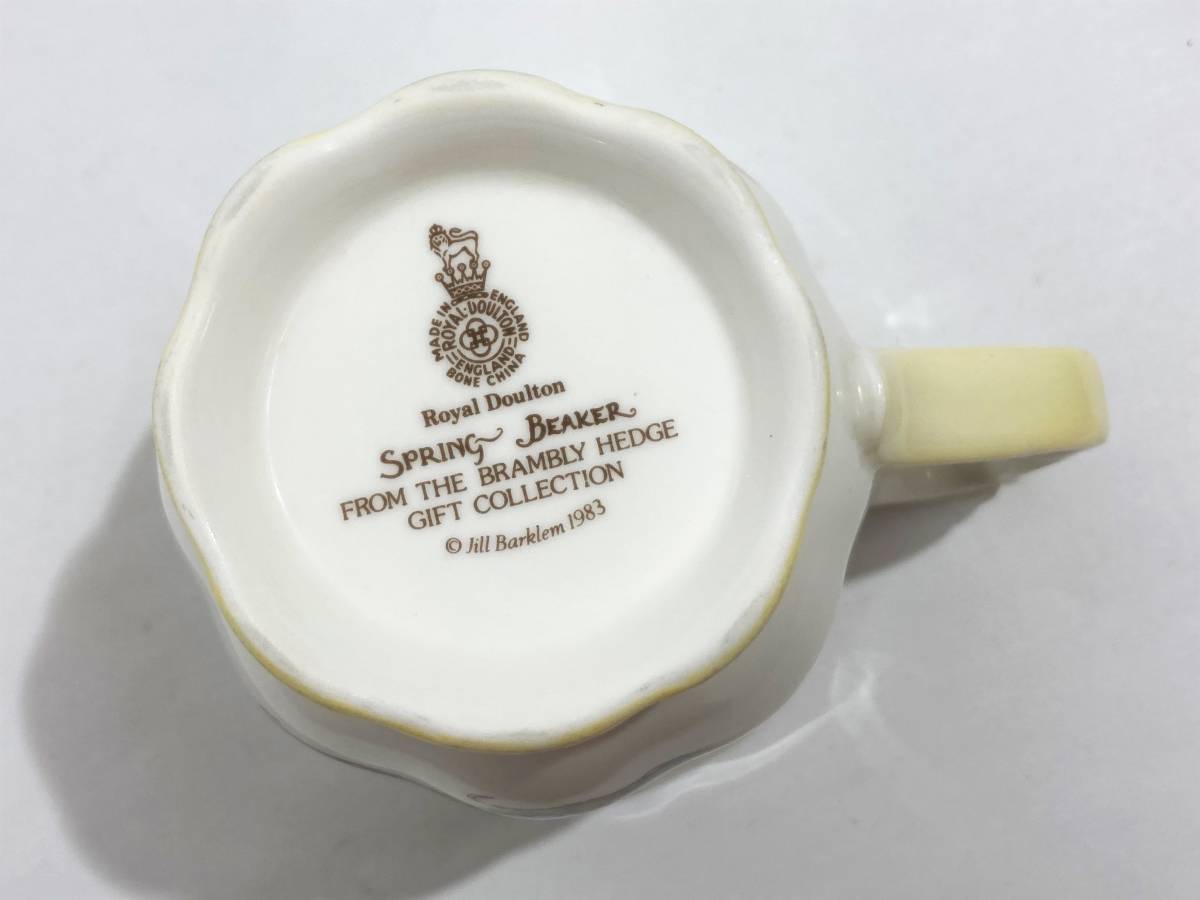 MADE IN ENGLAND
ROYAL·DOULTON
ENGLAND
BONE CHINA
Royal Doulton
SPRING BEAKER
FROM THE BRAMBLY HEDGE
GIFT COLLECTION
© Jill Barklem 1983